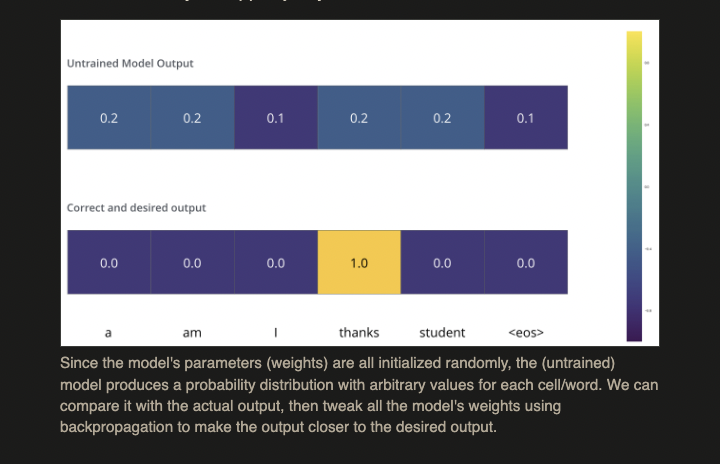 Untrained Model Output
0.2 0.2 0.1 0.2 0.2 0.1
Correct and desired output
0.0 0.0 0.0 1.0 0.0 0.0
a am I thanks student <eos>
Since the model's parameters (weights) are all initialized randomly, the (untrained)
model produces a probability distribution with arbitrary values for each cell/word. We can
compare it with the actual output, then tweak all the model's weights using
backpropagation to make the output closer to the desired output.